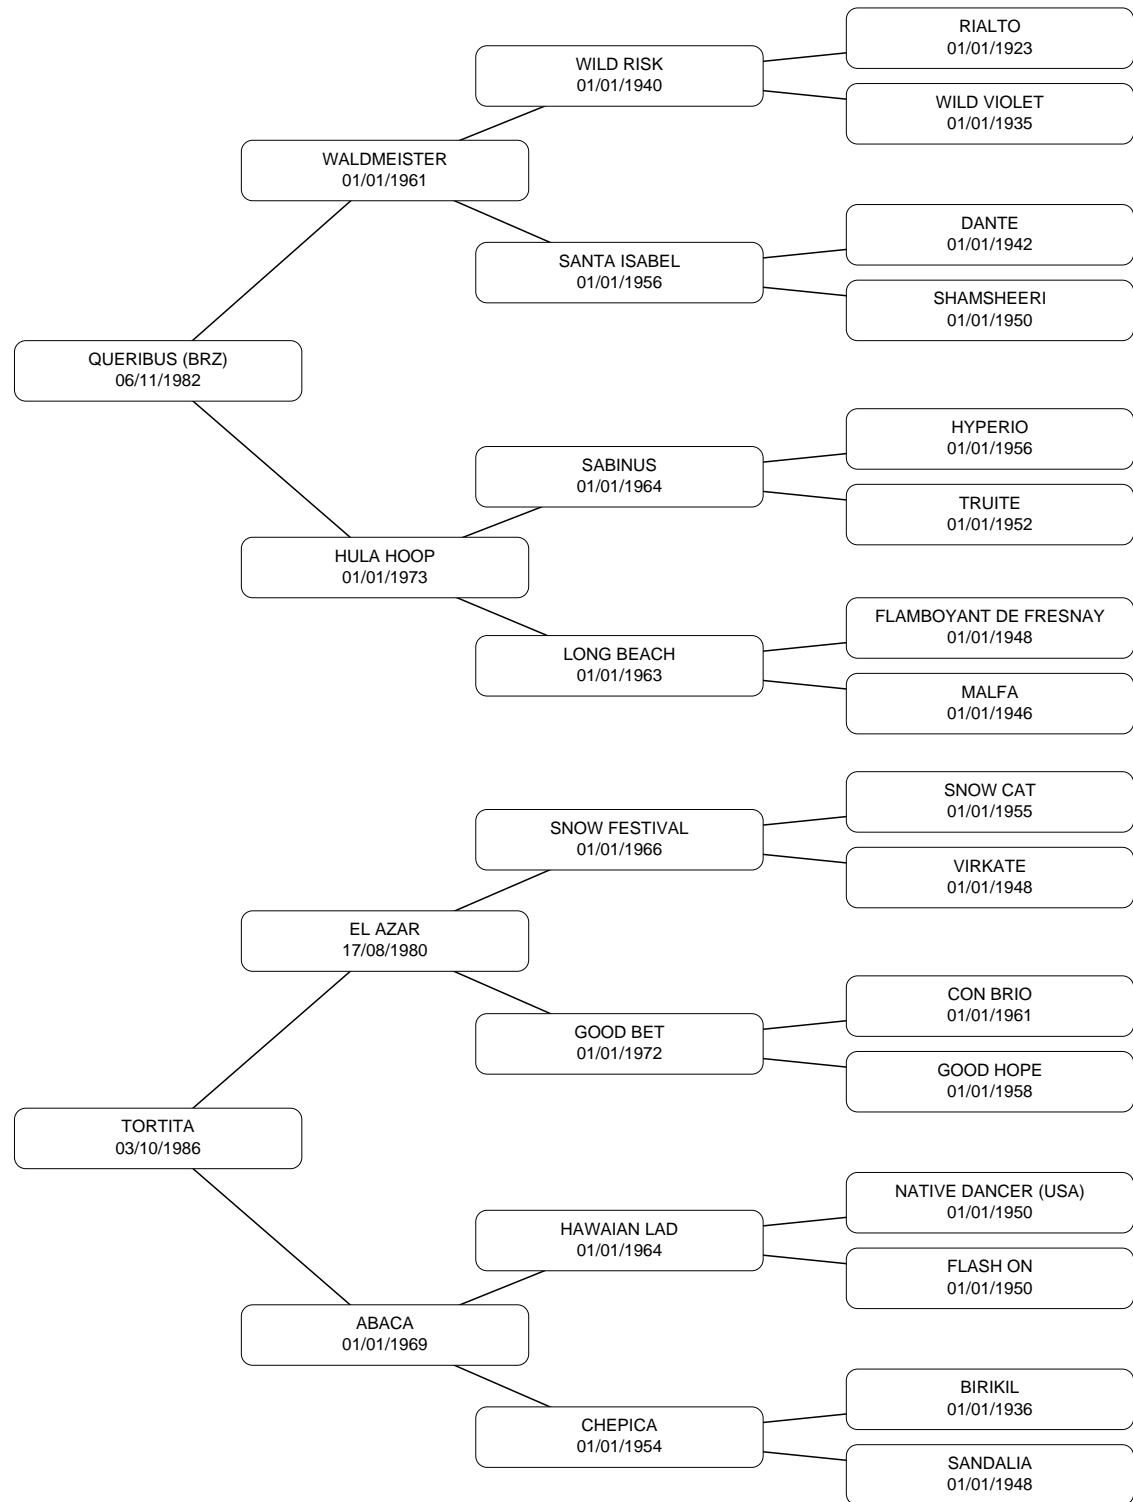 RIALTO
01/01/1923
WILD RISK
01/01/1940
WILD VIOLET
01/01/1935
WALDMEISTER
01/01/1961
DANTE
01/01/1942
SANTA ISABEL
01/01/1956
SHAMSHEERI
01/01/1950
QUERIBUS (BRZ)
06/11/1982
HYPERIO
01/01/1956
SABINUS
01/01/1964
TRUITE
01/01/1952
HULA HOOP
01/01/1973
FLAMBOYANT DE FRESNAY
01/01/1948
LONG BEACH
01/01/1963
MALFA
01/01/1946
SNOW CAT
01/01/1955
SNOW FESTIVAL
01/01/1966
VIRKATE
01/01/1948
EL AZAR
17/08/1980
CON BRIO
01/01/1961
GOOD BET
01/01/1972
GOOD HOPE
01/01/1958
TORTITA
03/10/1986
NATIVE DANCER (USA)
01/01/1950
HAWAIAN LAD
01/01/1964
FLASH ON
01/01/1950
ABACA
01/01/1969
BIRIKIL
01/01/1936
CHEPICA
01/01/1954
SANDALIA
01/01/1948